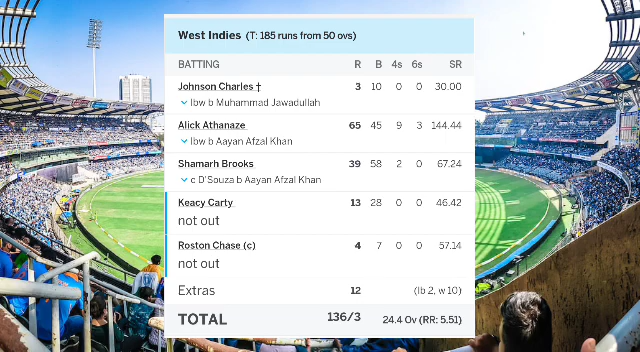 West Indies (T: 185 runs from 50 ovs)
BATTING R B 4s 6s SR
Johnson Charles † 3 10 0 0 30.00
lbw b Muhammad Jawadullah
Alick Athanaze 65 45 9 3 144.44
lbw b Aayan Afzal Khan
Shamarh Brooks 39 58 2 0 67.24
c D'Souza b Aayan Afzal Khan
Keacy Carty 13 28 0 0 46.42
not out
Roston Chase (c) 4 7 0 0 57.14
not out
Extras 12 (lb 2, w 10)
TOTAL 136/3 24.4 Ov (RR: 5.51)